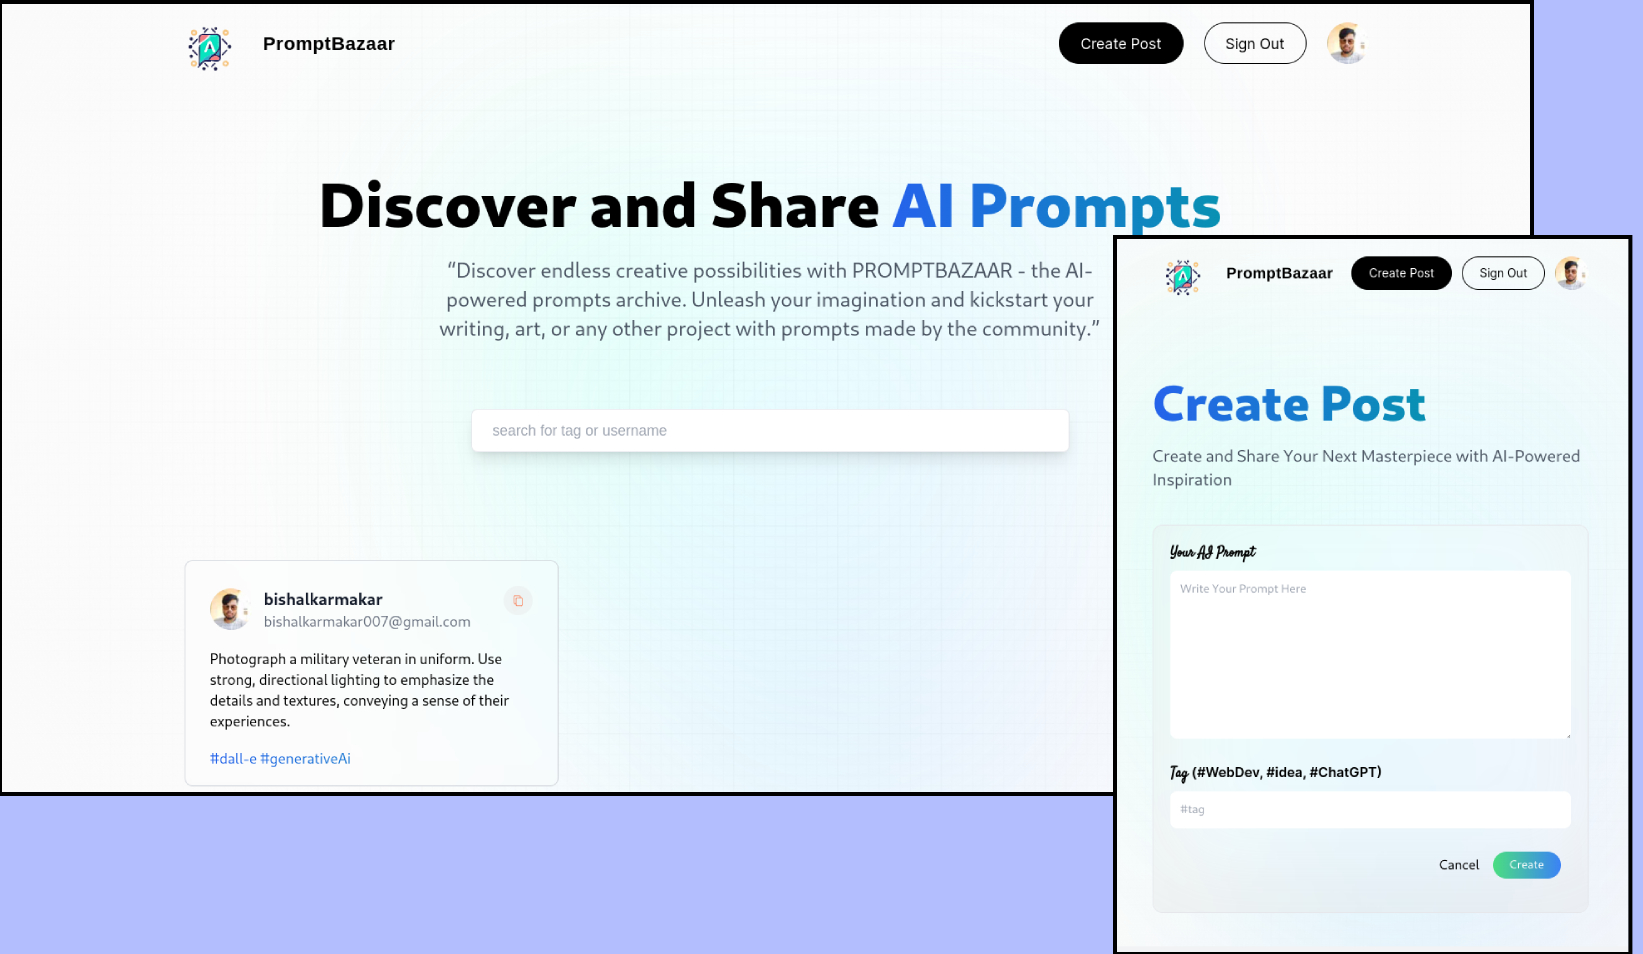 PromptBazaar
Create Post
Sign Out
Discover and Share AI Prompts
“Discover endless creative possibilities with PROMPTBAZAAR - the AI-
powered prompts archive. Unleash your imagination and kickstart your
writing, art, or any other project with prompts made by the community.”
search for tag or username
bishalkarmakar
bishalkarmakar007@gmail.com
Photograph a military veteran in uniform. Use
strong, directional lighting to emphasize the
details and textures, conveying a sense of their
experiences.
#dall-e #generativeAi
PromptBazaar
Create Post
Sign Out
Create Post
Create and Share Your Next Masterpiece with AI-Powered
Inspiration
Your AI Prompt
Write Your Prompt Here
Tag (#WebDev, #idea, #ChatGPT)
#tag
Cancel
Create